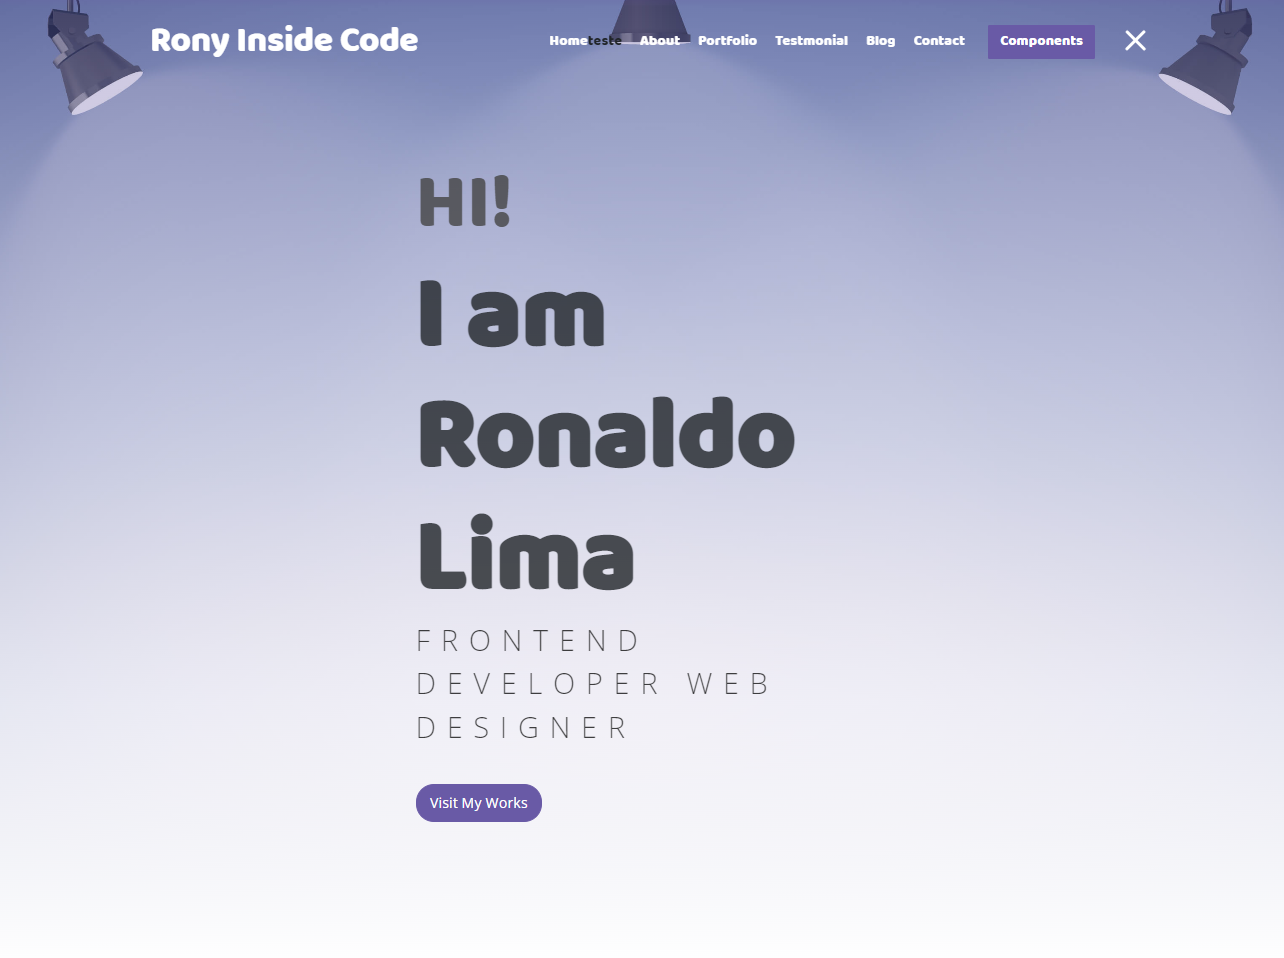 Rony Inside Code
Hometeste About Portfolio Testmonial Blog Contact Components
HI!
I am
Ronaldo
Lima
FRONTEND
DEVELOPER WEB
DESIGNER
Visit My Works